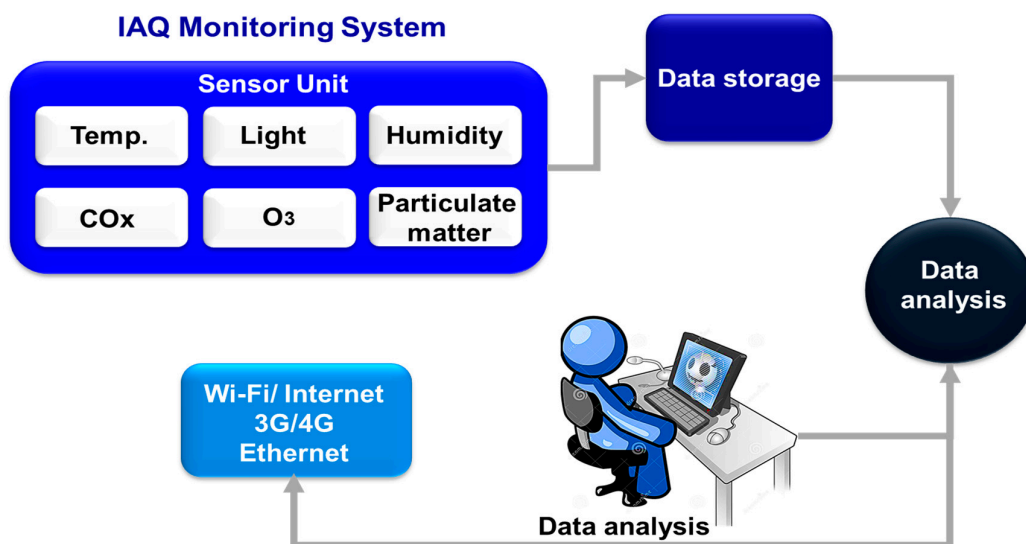 IAQ Monitoring System
Sensor Unit
Temp.
Light
Humidity
COx
O3
Particulate
matter
Data storage
Data
analysis
Wi-Fi/ Internet
3G/4G
Ethernet
Data analysis